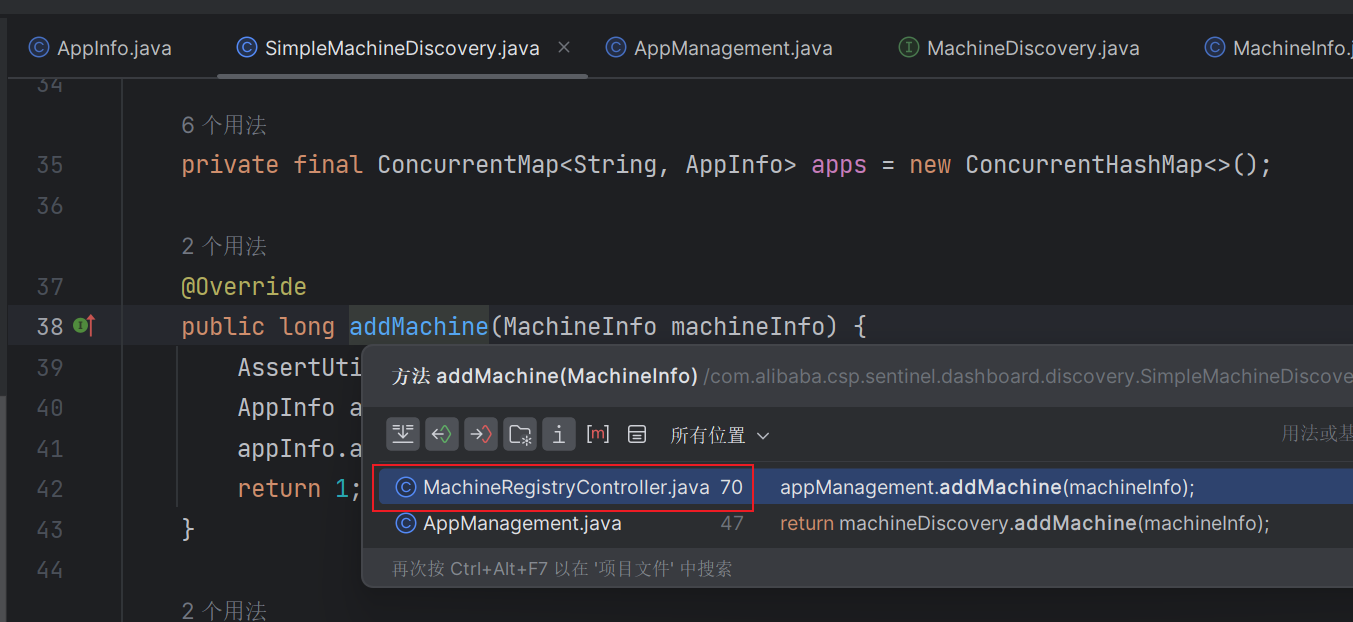 AppInfo.java SimpleMachineDiscovery.java AppManagement.java MachineDiscovery.java MachineInfo.j
34
6 个用法
35 private final ConcurrentMap<String, AppInfo> apps = new ConcurrentHashMap<>();
36
2 个用法
37 @Override
38 public long addMachine(MachineInfo machineInfo) {
39 AssertUti
40 AppInfo a
41 appInfo.a
42 return 1;
43 }
44
2 个用法
方法 addMachine(MachineInfo) /com.alibaba.csp.sentinel.dashboard.discovery.SimpleMachineDiscove
所有位置 用法或基
MachineRegistryController.java 70 appManagement.addMachine(machineInfo);
AppManagement.java 47 return machineDiscovery.addMachine(machineInfo);
再次按 Ctrl+Alt+F7 以在 '项目文件' 中搜索